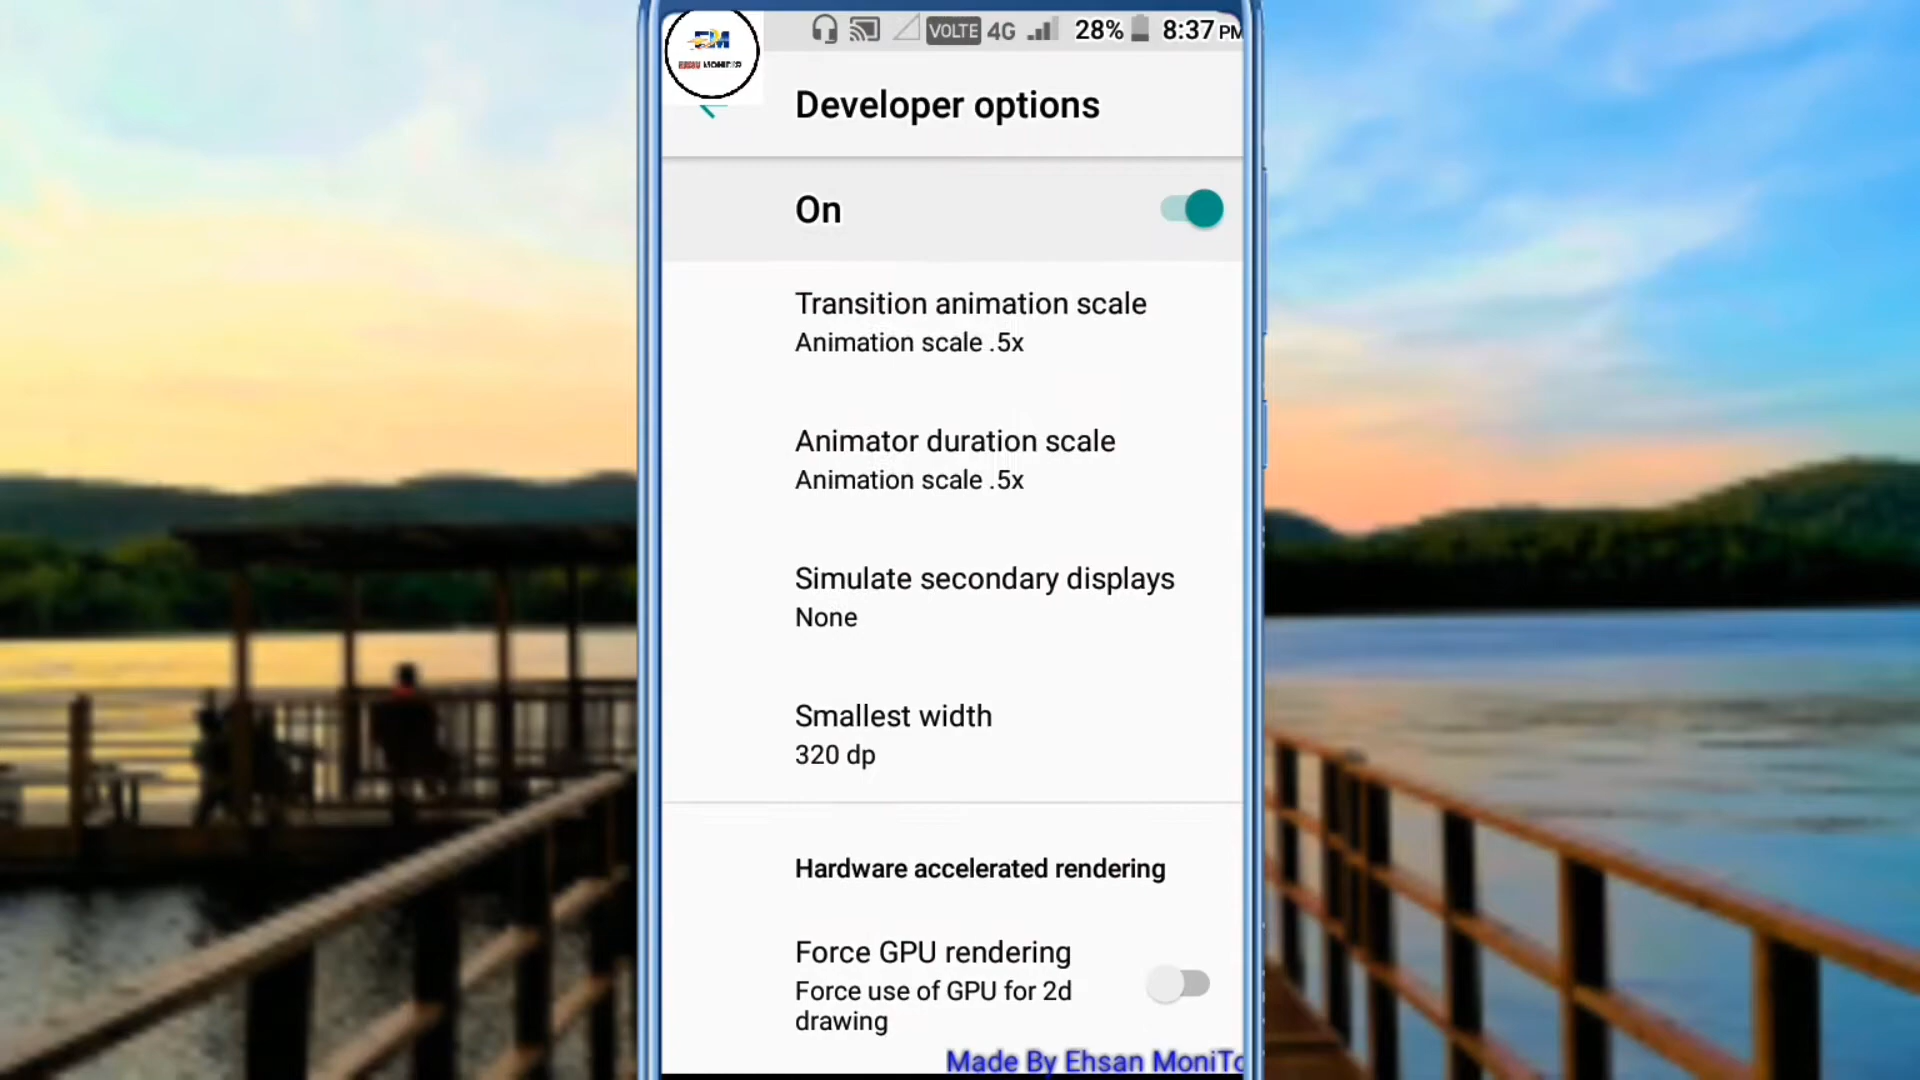 EM
VOLTE 4G 28% 8:37 PM
Developer options
On
Transition animation scale
Animation scale .5x
Animator duration scale
Animation scale .5x
Simulate secondary displays
None
Smallest width
320 dp
Hardware accelerated rendering
Force GPU rendering
Force use of GPU for 2d
drawing
Made By Ehsan MoniTo